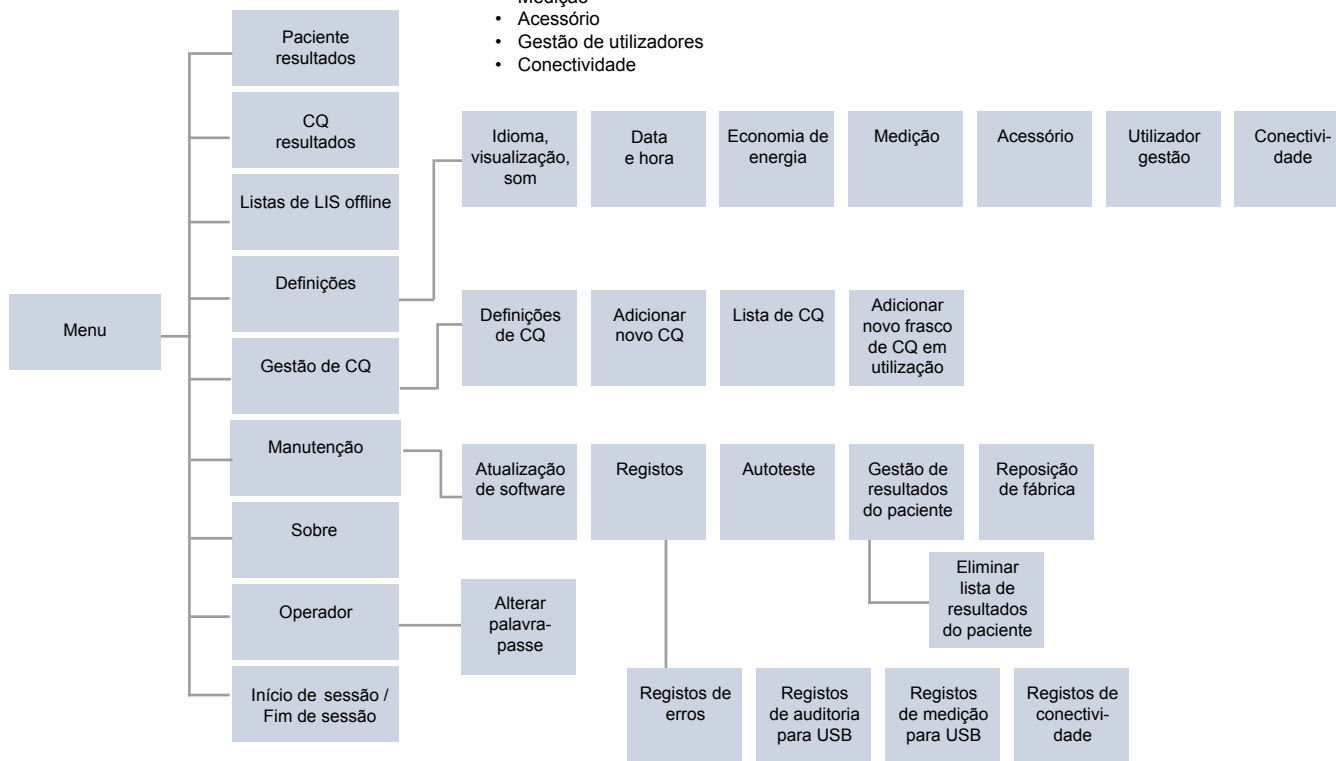 Medição
• Acessório
• Gestão de utilizadores
• Conectividade
Paciente
resultados
CQ
resultados
Listas de LIS offline
Definições
Gestão de CQ
Manutenção
Sobre
Operador
Início de sessão /
Fim de sessão
Menu
Idioma,
visualização,
som
Data
e hora
Economia de
energia
Medição
Acessório
Utilizador
gestão
Conectivi-
dade
Definições
de CQ
Adicionar
novo CQ
Lista de CQ
Adicionar
novo frasco
de CQ em
utilização
Atualização
de software
Registos
Autoteste
Gestão de
resultados
do paciente
Reposição
de fábrica
Eliminar
lista de
resultados
do paciente
Alterar
palavra-
passe
Registos de
erros
Registos
de auditoria
para USB
Registos
de medição
para USB
Registos de
conectivi-
dade